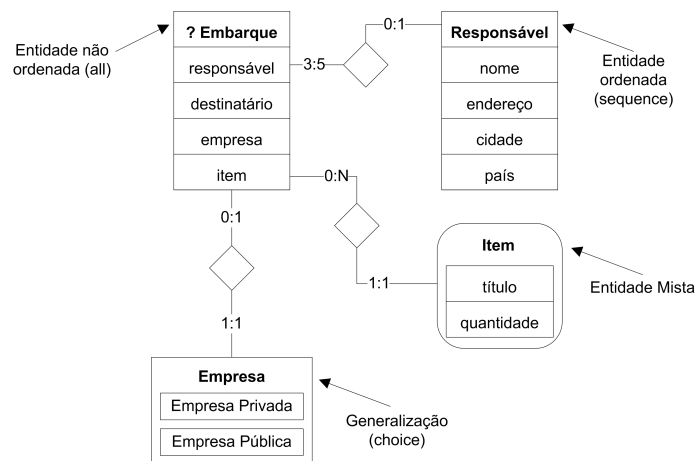 Entidade não
ordenada (all)
? Embarque
responsável
destinatário
empresa
item
3:5
0:1
Responsável
nome
endereço
cidade
país
Entidade
ordenada
(sequence)
0:N
1:1
Item
título
quantidade
Entidade Mista
0:1
1:1
Empresa
Empresa Privada
Empresa Pública
Generalização
(choice)